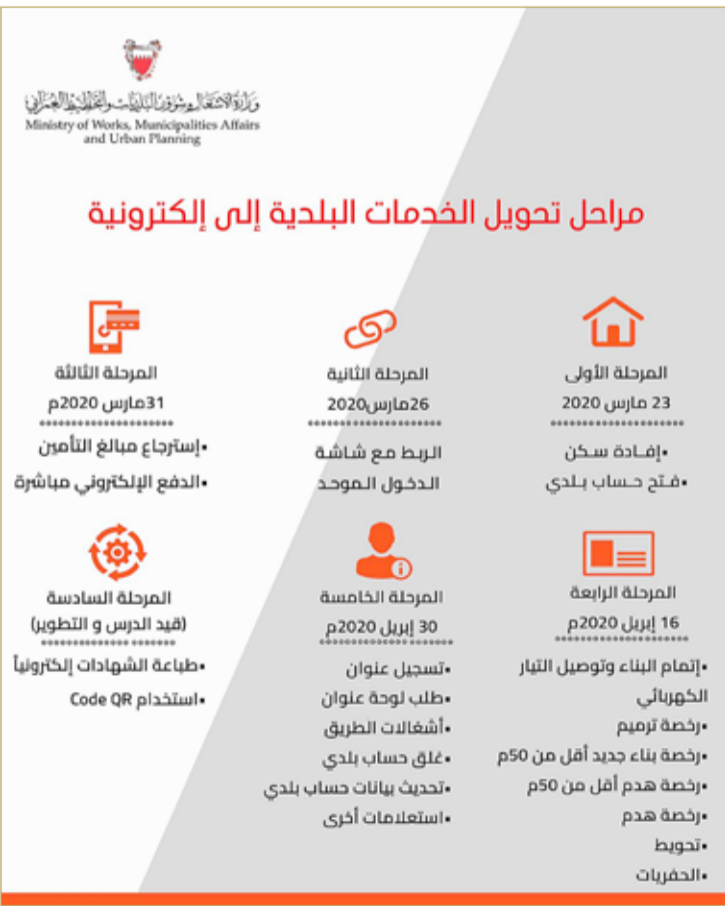 وزارة الأشغال وشؤون البلديات والتخطيط العمراني
Ministry of Works, Municipalities Affairs
and Urban Planning
مراحل تحويل الخدمات البلدية إلى إلكترونية
المرحلة الأولى
23 مارس 2020
•إفـادة سـكن
•فـتح حـساب بـلدي
المرحلة الثانية
26مارس2020
الربط مع شاشة
الدخول الموحد
المرحلة الثالثة
31مارس 2020م
•إسترجاع مبالغ التأمين
•الدفع الإلكتروني مباشرة
المرحلة الرابعة
16 إبريل 2020م
•إتمام البناء وتوصيل التيار
الكهربائي
•رخصة ترميم
•رخصة بناء جديد أقل من 50م
•رخصة هدم أقل من 50م
•رخصة هدم
•تحويط
•الحفريات
المرحلة الخامسة
30 إبريل 2020م
•تسجيل عنوان
•طلب لوحة عنوان
•أشغالات الطريق
•غلق حساب بلدي
•تحديث بيانات حساب بلدي
•استعلامات أخرى
المرحلة السادسة
(قيد الدرس و التطوير)
•طباعة الشهادات إلكترونياً
•استخدام Code QR